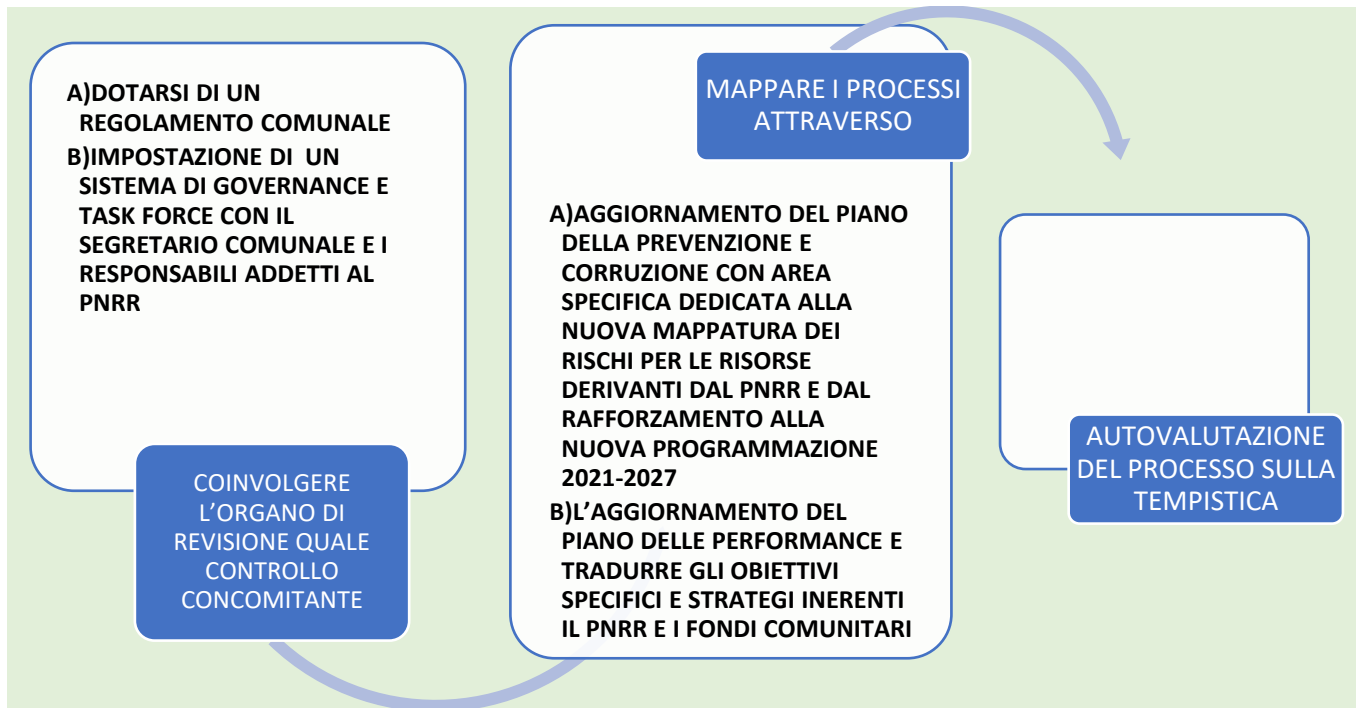 A)DOTARSI DI UN
REGOLAMENTO COMUNALE
B)IMPOSTAZIONE DI UN
SISTEMA DI GOVERNANCE E
TASK FORCE CON IL
SEGRETARIO COMUNALE E I
RESPONSABILI ADDETTI AL
PNRR
COINVOLGERE
L'ORGANO DI
REVISIONE QUALE
CONTROLLO
CONCOMITANTE
MAPPARE I PROCESSI
ATTRAVERSO
A)AGGIORNAMENTO DEL PIANO
DELLA PREVENZIONE E
CORRUZIONE CON AREA
SPECIFICA DEDICATA ALLA
NUOVA MAPPATURA DEI
RISCHI PER LE RISORSE
DERIVANTI DAL PNRR E DAL
RAFFORZAMENTO ALLA
NUOVA PROGRAMMAZIONE
2021-2027
B)L'AGGIORNAMENTO DEL
PIANO DELLE PERFORMANCE E
TRADURRE GLI OBIETTIVI
SPECIFICI E STRATEGI INERENTI
IL PNRR E I FONDI COMUNITARI
AUTOVALUTAZIONE
DEL PROCESSO SULLA
TEMPISTICA